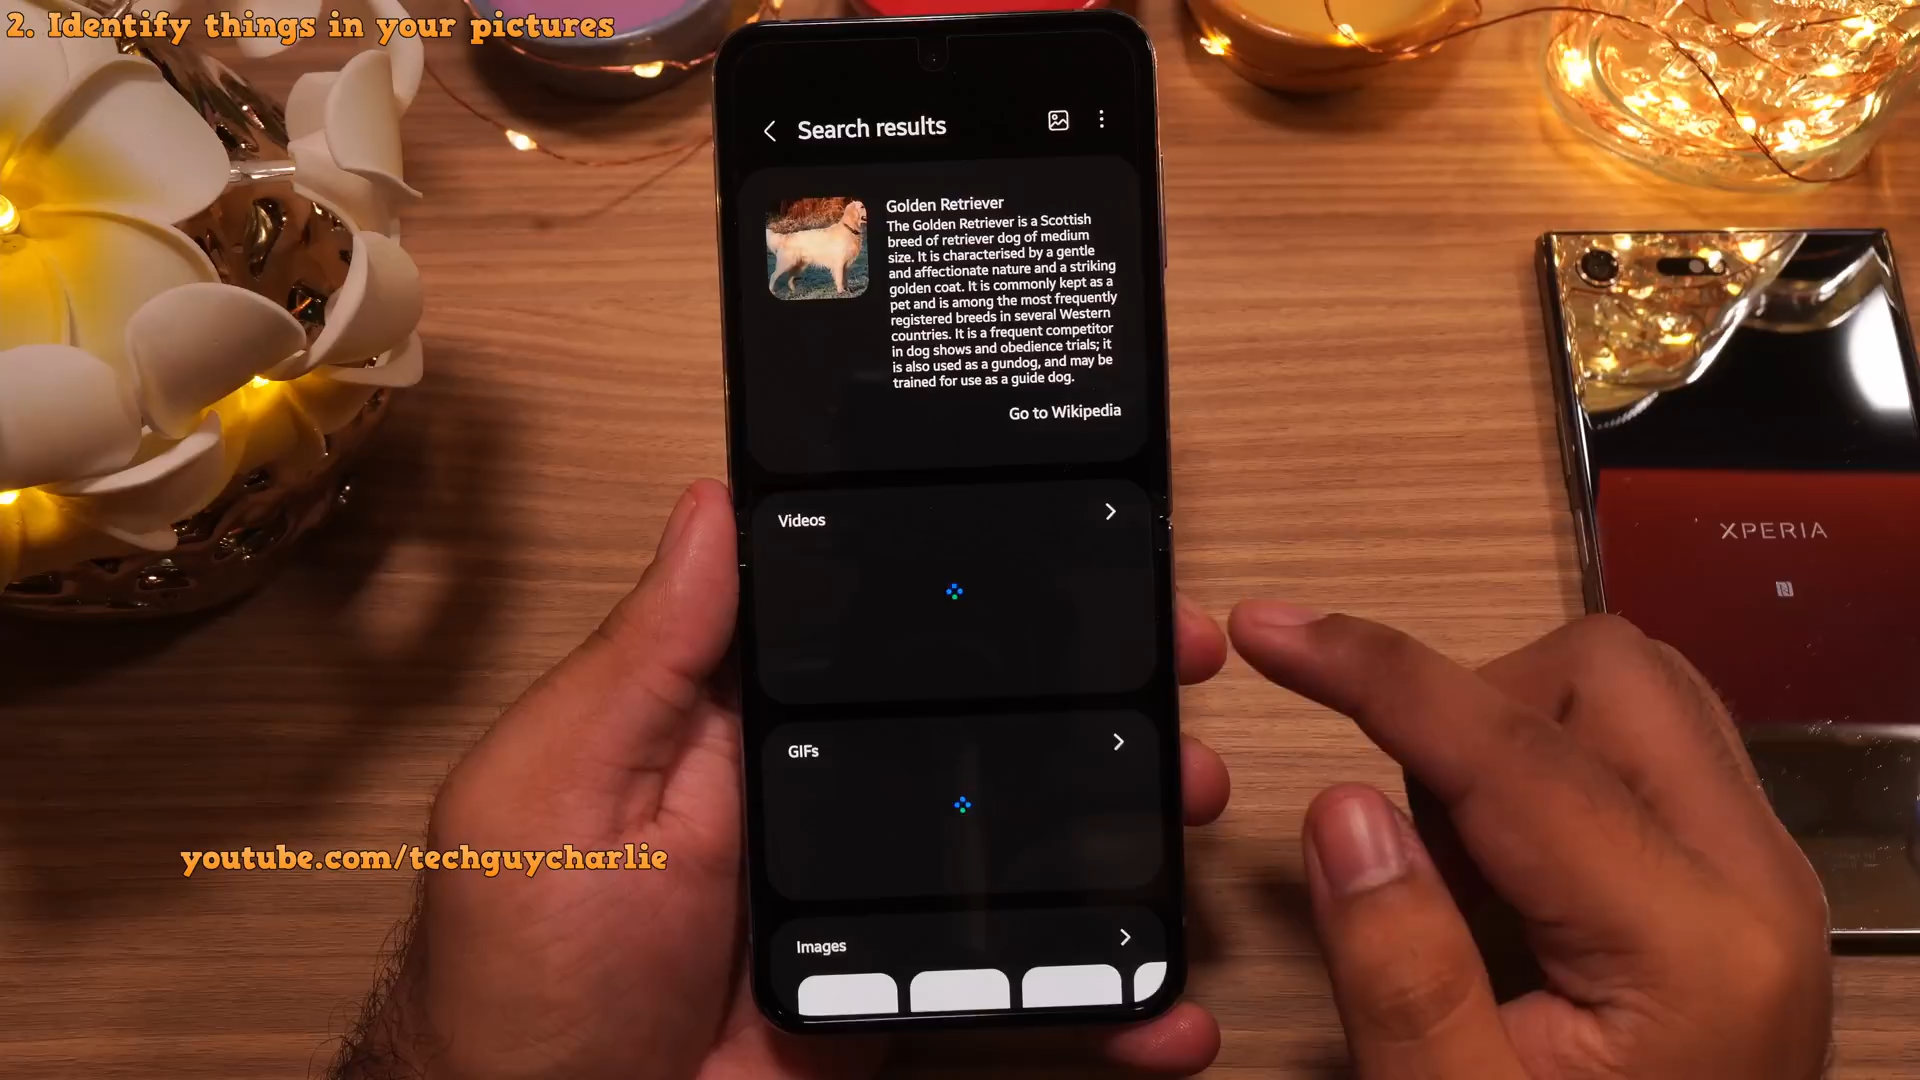 2. Identify things in your pictures
Search results
Golden Retriever
The Golden Retriever is a Scottish
breed of retriever dog of medium
size. It is characterised by a gentle
and affectionate nature and a striking
golden coat. It is commonly kept as a
pet and is among the most frequently
registered breeds in several Western
countries. It is a frequent competitor
in dog shows and obedience trials; it
is also used as a gundog, and may be
trained for use as a guide dog.
Go to Wikipedia
Videos
GIFs
Images
XPERIA
youtube.com/techguycharlie